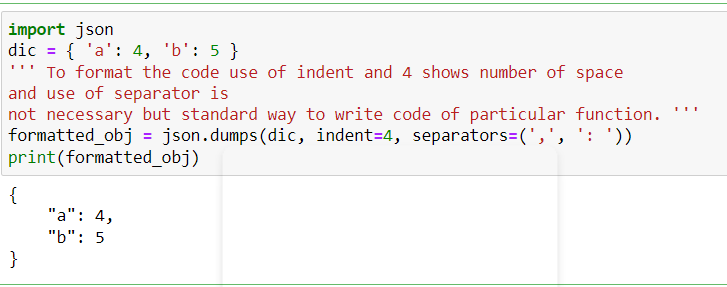 import json
dic = { 'a': 4, 'b': 5 }
''' To format the code use of indent and 4 shows number of space
and use of separator is
not necessary but standard way to write code of particular function. '''
formatted_obj = json.dumps(dic, indent=4, separators=(',', ': '))
print(formatted_obj)
{
    "a": 4,
    "b": 5
}